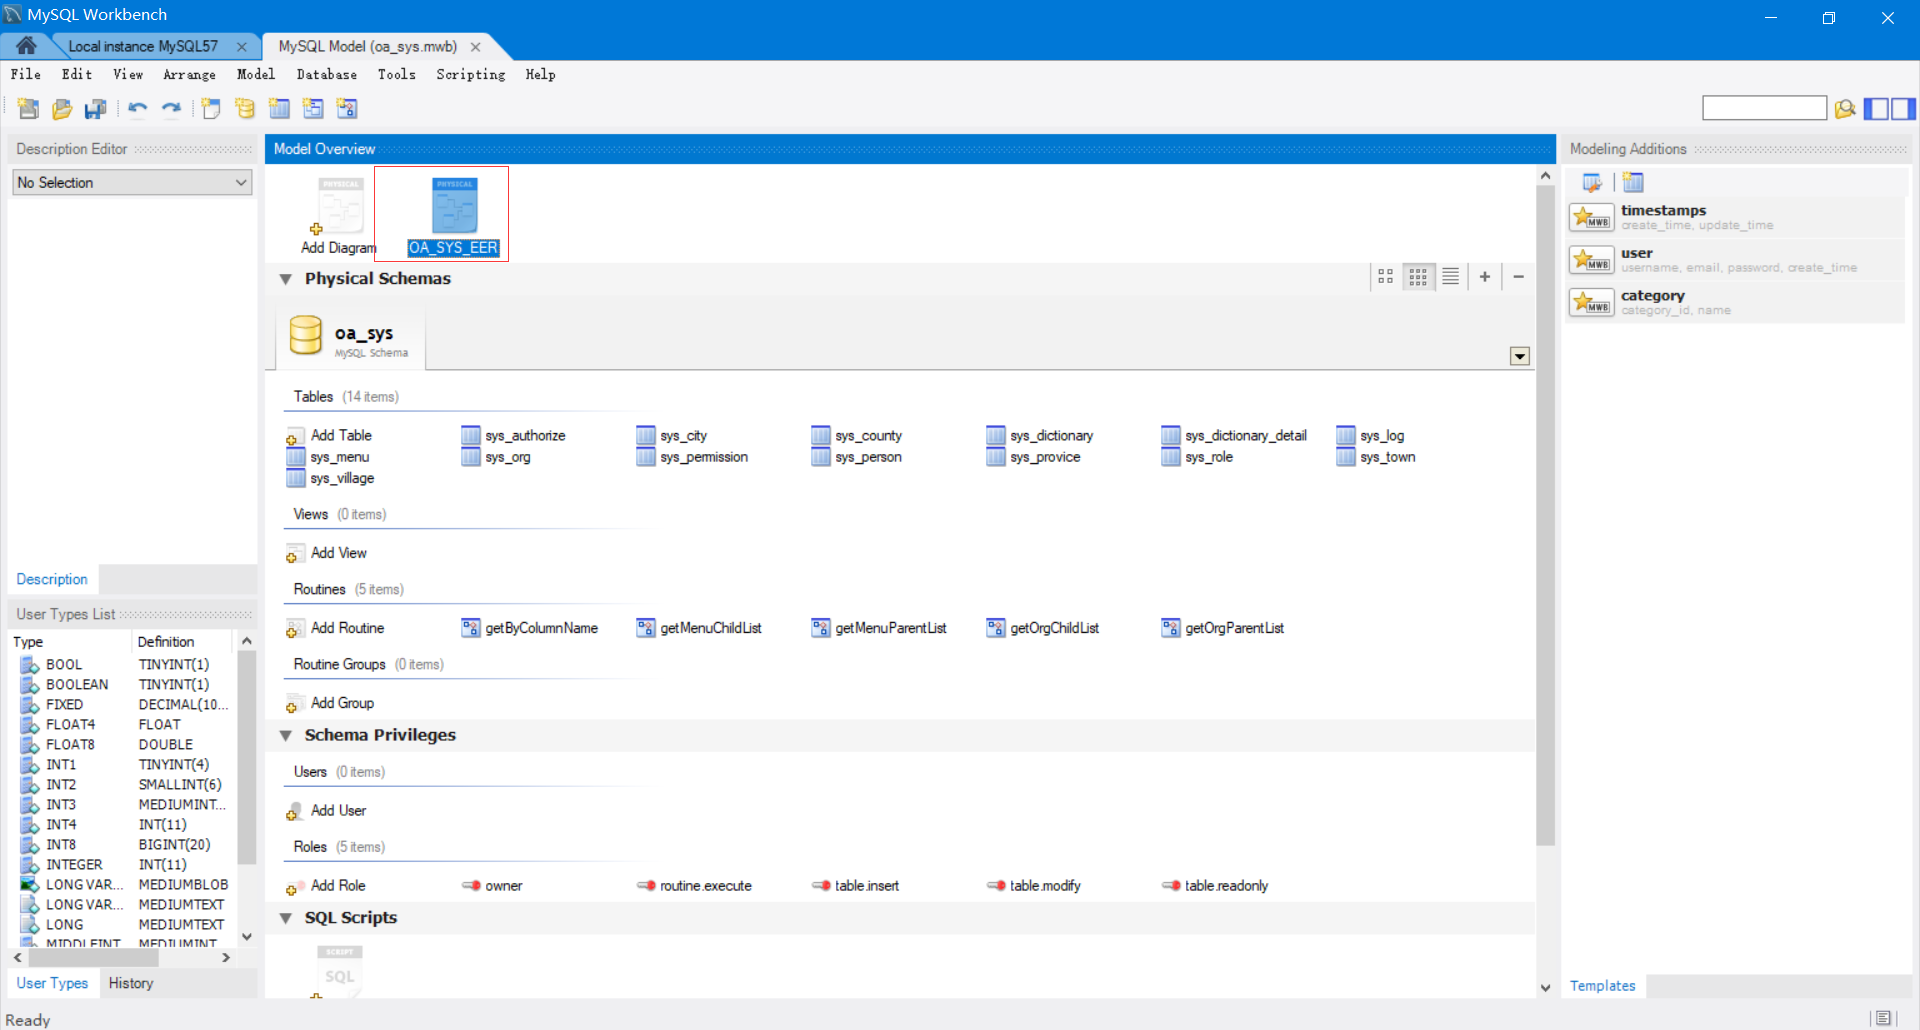 MySQL Workbench
Local instance MySQL57
MySQL Model (oa_sys.mwb)
File Edit View Arrange Model Database Tools Scripting Help
Description Editor
No Selection
Description
User Types List
Type Definition
BOOL TINYINT(1)
BOOLEAN TINYINT(1)
FIXED DECIMAL(10...
FLOAT4 FLOAT
FLOAT8 DOUBLE
INT1 TINYINT(4)
INT2 SMALLINT(6)
INT3 MEDIUMINT...
INT4 INT(11)
INT8 BIGINT(20)
INTEGER INT(11)
LONG VAR... MEDIUMBLOB
LONG VAR... MEDIUMTEXT
LONG MEDIUMTEXT
MIDDLEINT MEDIUMINT
User Types History
Model Overview
PHYSICAL
Add Diagram
PHYSICAL
OA_SYS_EER
Physical Schemas
oa_sys
MySQL Schema
Tables (14 items)
Add Table sys_authorize sys_city sys_county sys_dictionary sys_dictionary_detail sys_log
sys_menu sys_org sys_permission sys_person sys_provice sys_role sys_town
sys_village
Views (0 items)
Add View
Routines (5 items)
Add Routine getByColumnName getMenuChildList getMenuParentList getOrgChildList getOrgParentList
Routine Groups (0 items)
Add Group
Schema Privileges
Users (0 items)
Add User
Roles (5 items)
Add Role owner routine.execute table.insert table.modify table.readonly
SQL Scripts
SCRIPT
SQL
Modeling Additions
MWB
timestamps
create_time, update_time
MWB
user
username, email, password, create_time
MWB
category
category_id, name
Templates
Ready